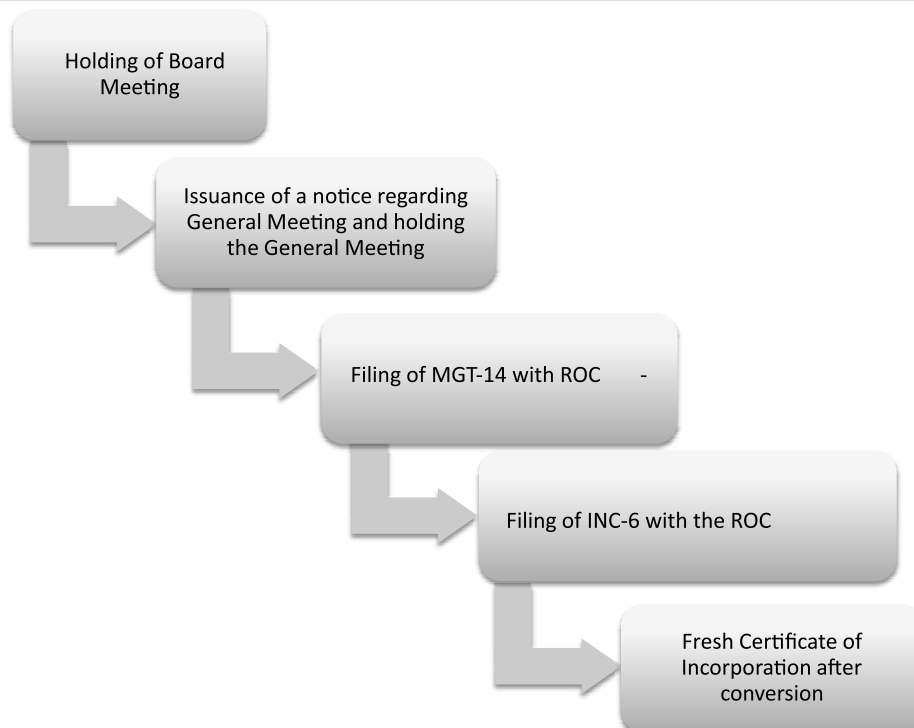 Holding of Board
Meeting
Issuance of a notice regarding
General Meeting and holding
the General Meeting
Filing of MGT-14 with ROC -
Filing of INC-6 with the ROC
Fresh Certificate of
Incorporation after
conversion